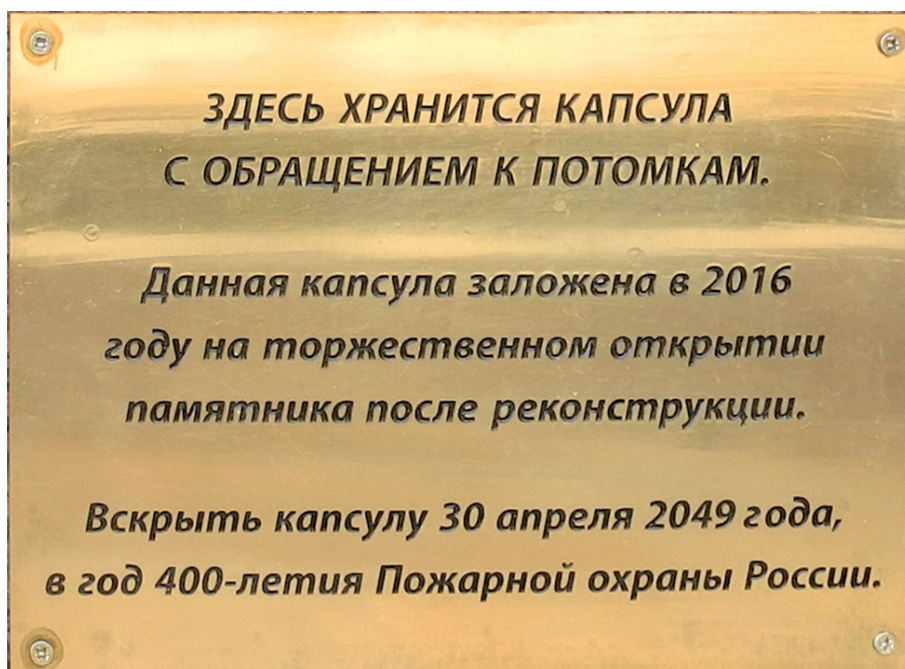 ЗДЕСЬ ХРАНИТСЯ КАПСУЛА
С ОБРАЩЕНИЕМ К ПОТОМКАМ.
Данная капсула заложена в 2016
году на торжественном открытии
памятника после реконструкции.
Вскрыть капсулу 30 апреля 2049 года,
в год 400-летия Пожарной охраны России.